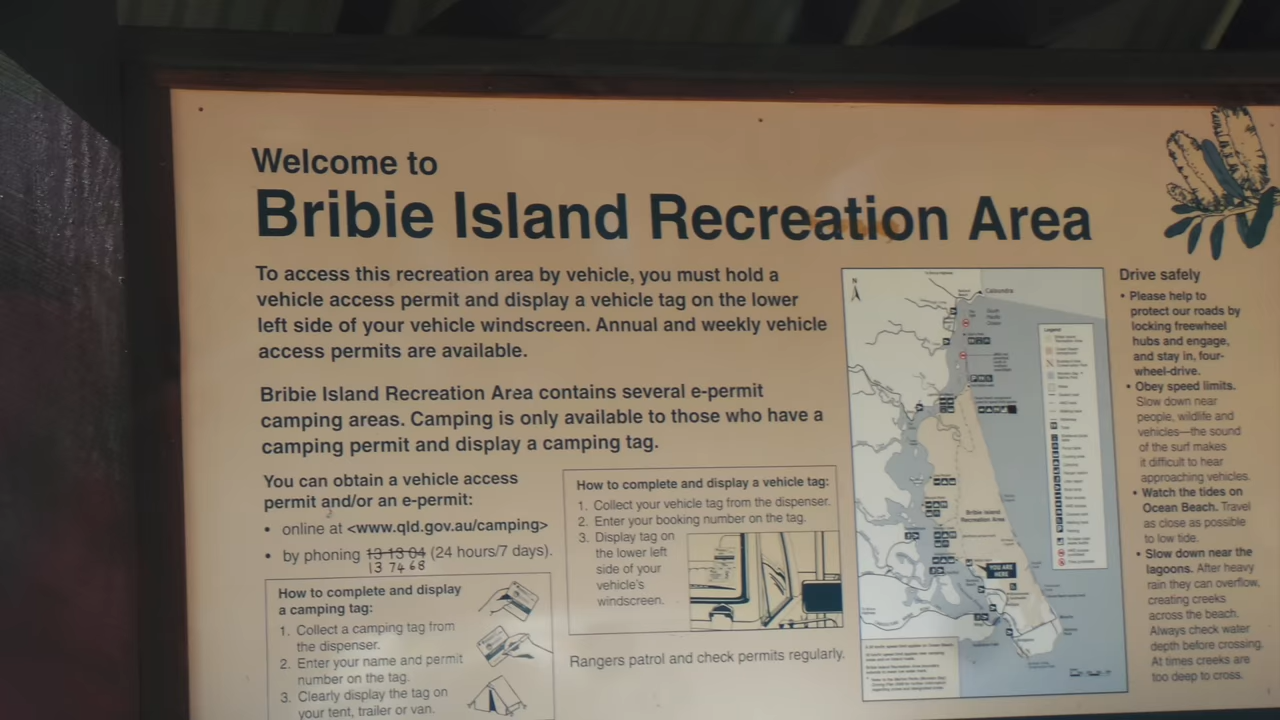 Welcome to
Bribie Island Recreation Area
To access this recreation area by vehicle, you must hold a
vehicle access permit and display a vehicle tag on the lower
left side of your vehicle windscreen. Annual and weekly vehicle
access permits are available.
Bribie Island Recreation Area contains several e-permit
camping areas. Camping is only available to those who have a
camping permit and display a camping tag.
You can obtain a vehicle access
permit and/or an e-permit:
• online at <www.qld.gov.au/camping>
• by phoning 13 13 04 (24 hours/7 days).
13 74 68
How to complete and display
a camping tag:
1. Collect a camping tag from
the dispenser.
2. Enter your name and permit
number on the tag.
3. Clearly display the tag on
your tent, trailer or van.
How to complete and display a vehicle tag:
1. Collect your vehicle tag from the dispenser.
2. Enter your booking number on the tag.
3. Display tag on
the lower left
side of your
vehicle's
windscreen.
Rangers patrol and check permits regularly.
N
Caloundra
Legend
Bribie Island
Recreation Area
YOU ARE
HERE
Drive safely
• Please help to
protect our roads by
locking freewheel
hubs and engage,
and stay in, four-
wheel-drive.
• Obey speed limits.
Slow down near
people, wildlife and
vehicles—the sound
of the surf makes
it difficult to hear
approaching vehicles.
• Watch the tides on
Ocean Beach. Travel
as close as possible
to low tide.
• Slow down near the
lagoons. After heavy
rain they can overflow,
creating creeks
across the beach.
Always check water
depth before crossing.
At times creeks are
too deep to cross.